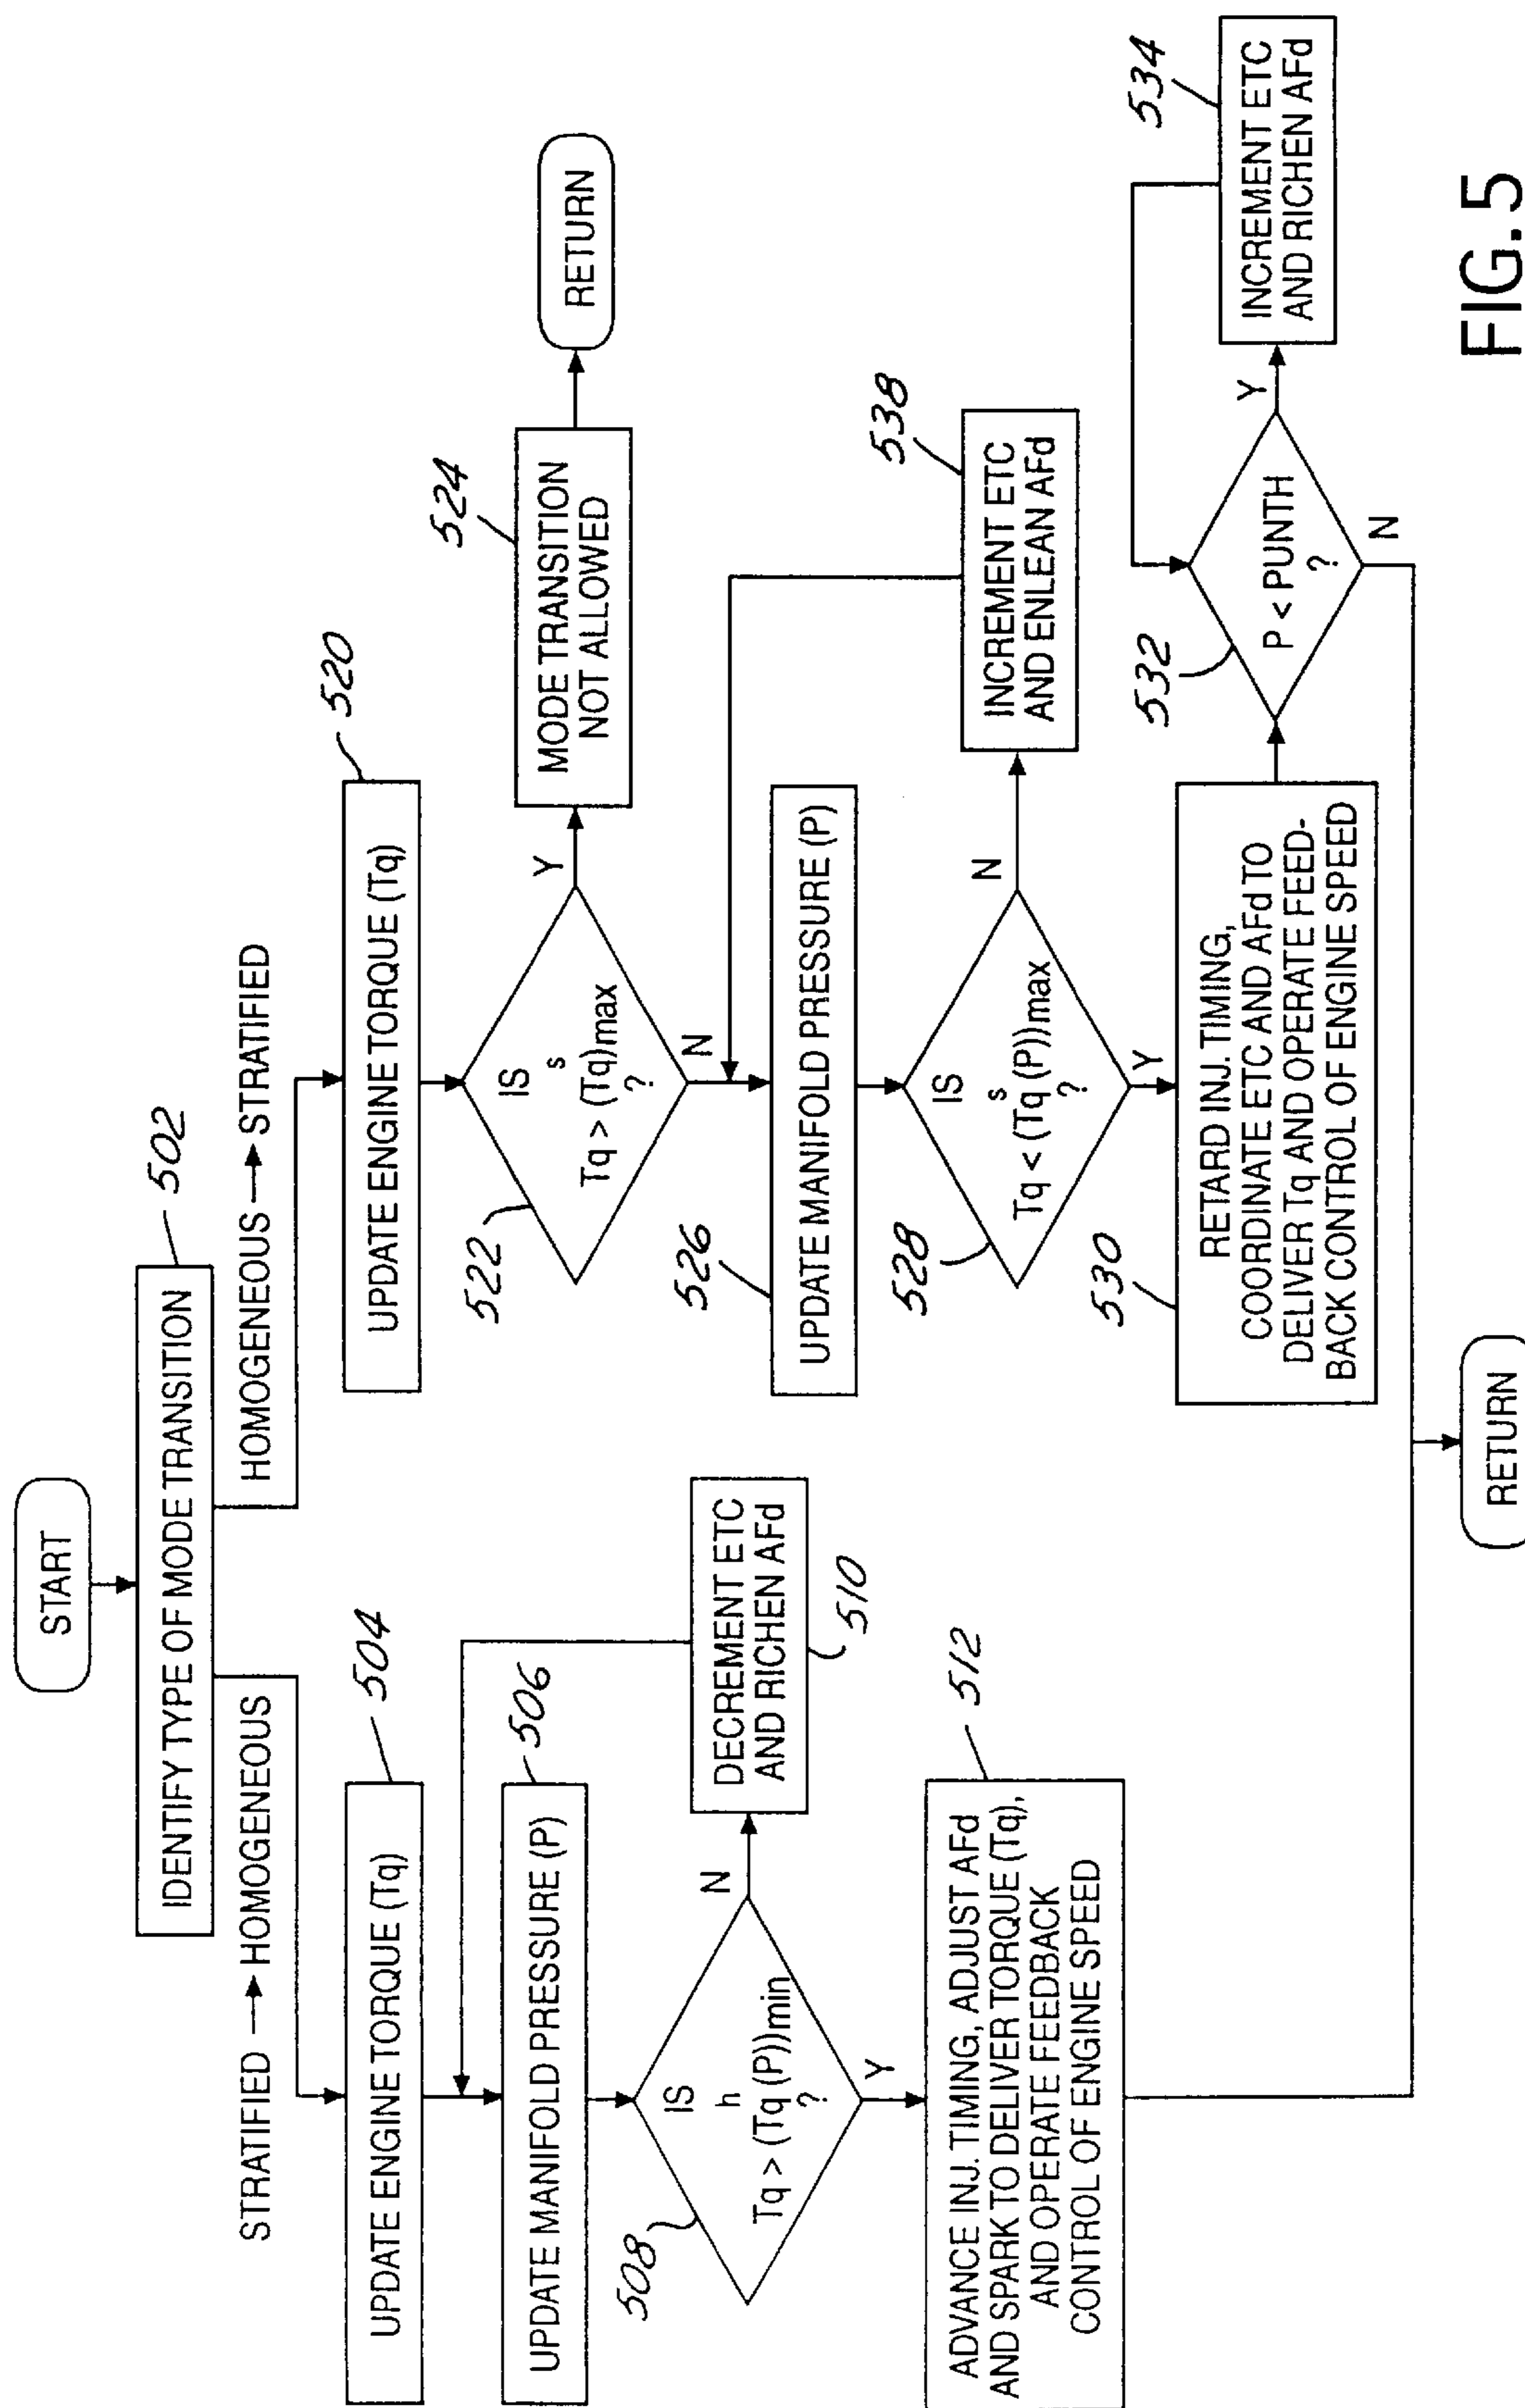 START
IDENTIFY TYPE OF MODE TRANSITION
502
STRATIFIED → HOMOGENEOUS
504
UPDATE ENGINE TORQUE (Tq)
506
UPDATE MANIFOLD PRESSURE (P)
508
IS
h
Tq > (Tq (P))min
?
N
DECREMENT ETC
AND RICHEN AFd
510
Y
512
ADVANCE INJ. TIMING, ADJUST AFd
AND SPARK TO DELIVER TORQUE (Tq),
AND OPERATE FEEDBACK
CONTROL OF ENGINE SPEED
HOMOGENEOUS → STRATIFIED
520
UPDATE ENGINE TORQUE (Tq)
522
IS
s
Tq > (Tq)max
?
Y
524
MODE TRANSITION
NOT ALLOWED
RETURN
N
526
UPDATE MANIFOLD PRESSURE (P)
528
IS
s
Tq < (Tq (P))max
?
N
538
INCREMENT ETC
AND ENLEAN AFd
Y
530
RETARD INJ. TIMING,
COORDINATE ETC AND AFd TO
DELIVER Tq AND OPERATE FEED-
BACK CONTROL OF ENGINE SPEED
532
P < PUNTH
?
Y
534
INCREMENT ETC
AND RICHEN AFd
N
RETURN
FIG. 5